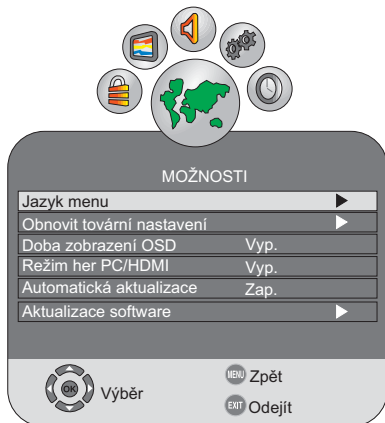 MOŽNOSTI
Jazyk menu
Obnovit tovární nastavení
Doba zobrazení OSD Vyp.
Režim her PC/HDMI Vyp.
Automatická aktualizace Zap.
Aktualizace software
OK Výběr
MENU Zpět
EXIT Odejít